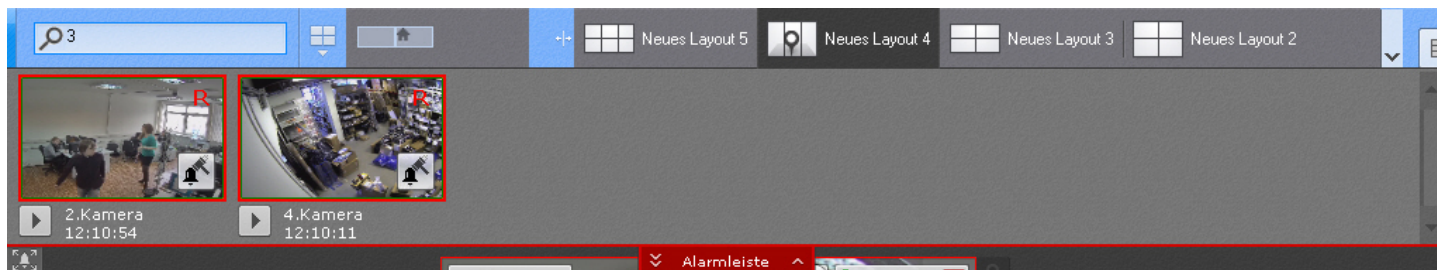 3
Neues Layout 5
Neues Layout 4
Neues Layout 3
Neues Layout 2
R
R
2.Kamera
12:10:54
4.Kamera
12:10:11
Alarmleiste